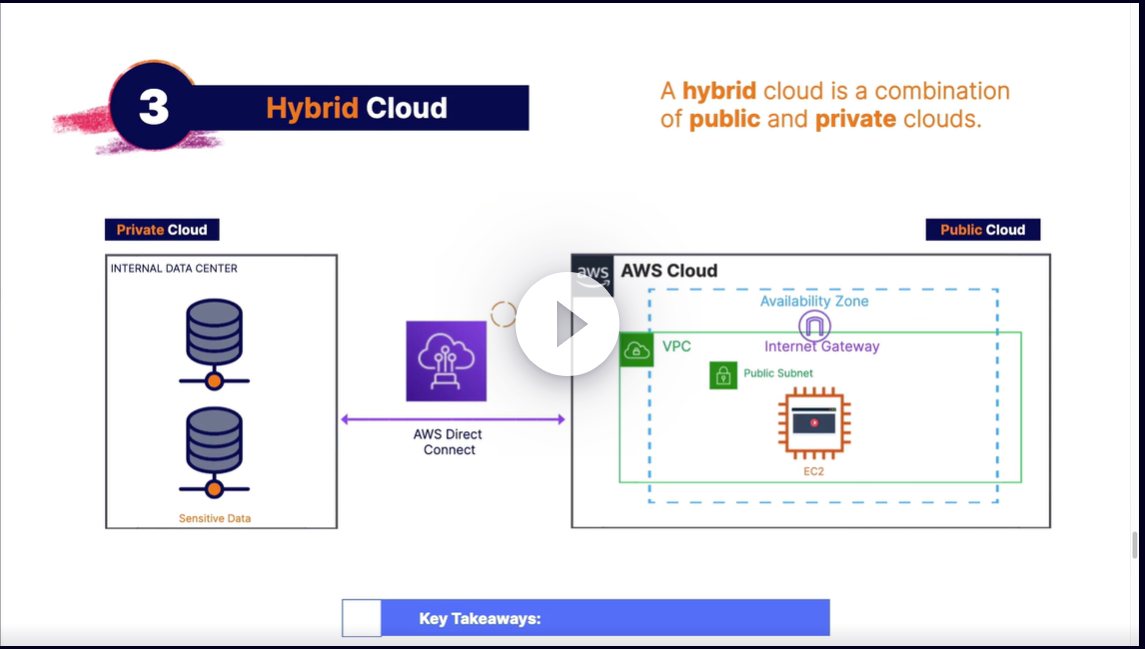 3
Hybrid Cloud
A hybrid cloud is a combination
of public and private clouds.
Private Cloud
Public Cloud
INTERNAL DATA CENTER
Sensitive Data
AWS Direct
Connect
aws
AWS Cloud
Availability Zone
Internet Gateway
VPC
Public Subnet
EC2
Key Takeaways: